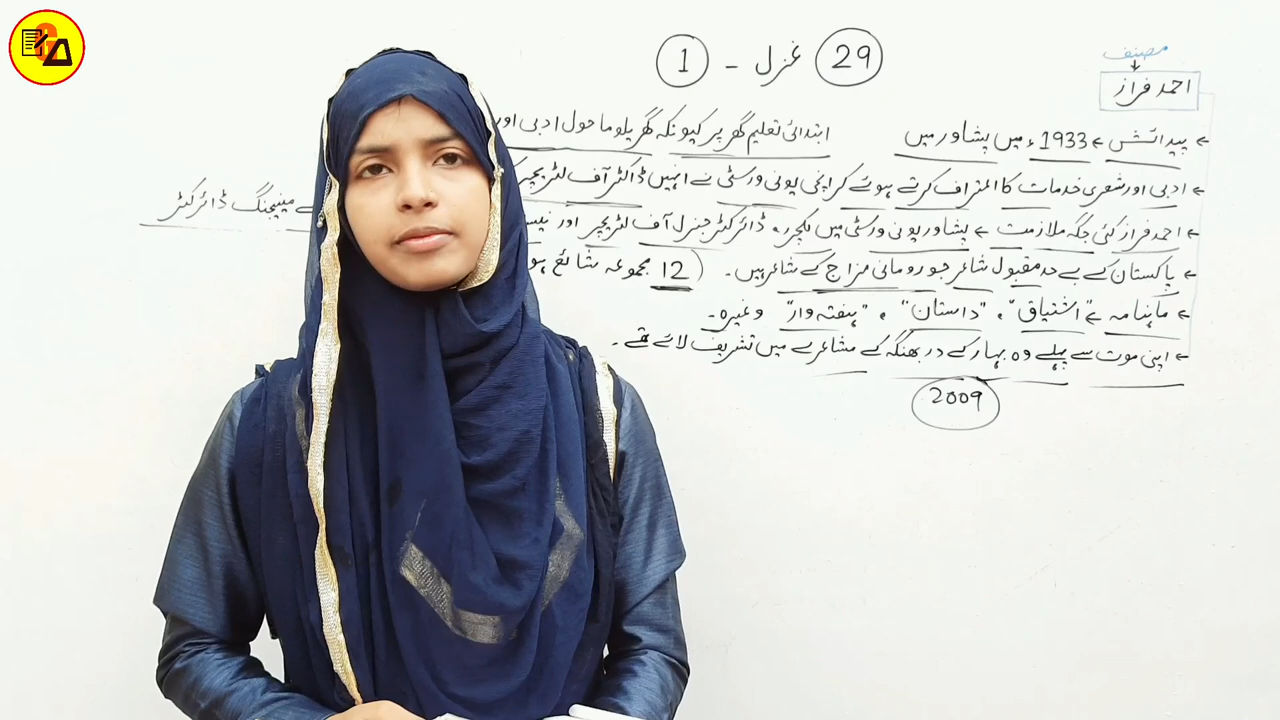 29 غزل - 1
مصنف
احمد فراز
پیدائش ← 1933ء میں پشاور میں ابتدائی تعلیم گھر پر کیونکہ گھریلو ماحول ادبی اور
ادبی اور شعری خدمات کا اعتراف کرتے ہوئے کراچی یونی ورسٹی نے انہیں ڈاکٹر آف لٹریچر
احمد فراز کئی جگہ ملازمت ← پشاور یونی ورسٹی میں لکچرر، ڈائرکٹر جنرل آف لٹریچر اور مینیجنگ ڈائرکٹر
پاکستان کے بے حد مقبول شاعر جو رومانی مزاج کے شاعر ہیں۔ 12 مجموعہ شائع
ماہنامہ ← "اشتیاق"، "داستان"، "ہفتہ وار" وغیرہ۔
اپنی موت سے پہلے وہ بہار کے دربھنگہ کے مشاعرے میں تشریف لائے تھے۔
2009